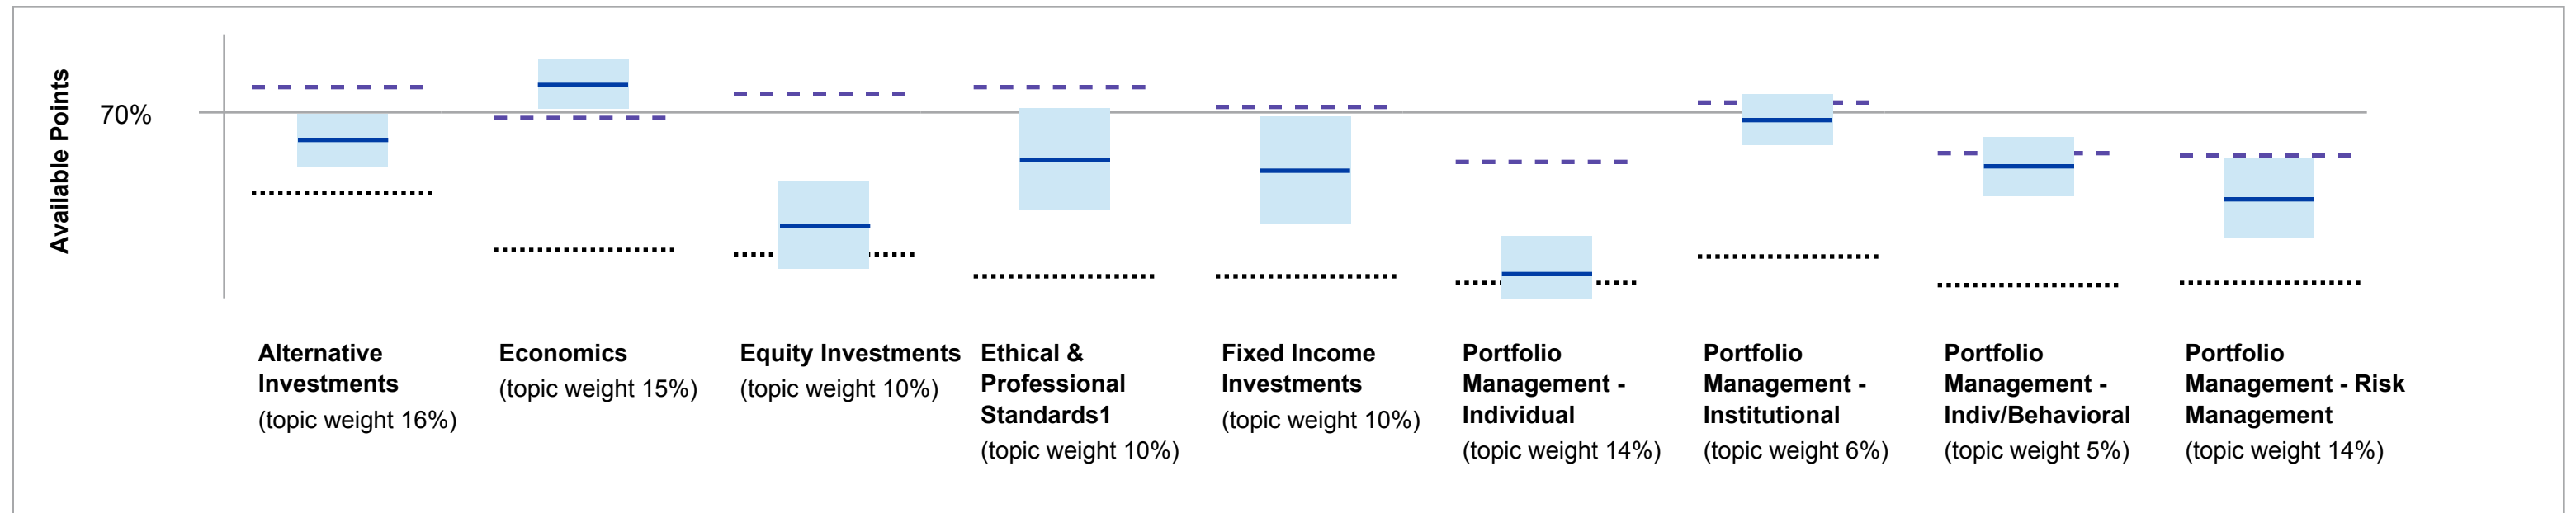 Available Points
70%
Alternative
Investments
(topic weight 16%)
Economics
(topic weight 15%)
Equity Investments
(topic weight 10%)
Ethical &
Professional
Standards1
(topic weight 10%)
Fixed Income
Investments
(topic weight 10%)
Portfolio
Management -
Individual
(topic weight 14%)
Portfolio
Management -
Institutional
(topic weight 6%)
Portfolio
Management -
Indiv/Behavioral
(topic weight 5%)
Portfolio
Management - Risk
Management
(topic weight 14%)